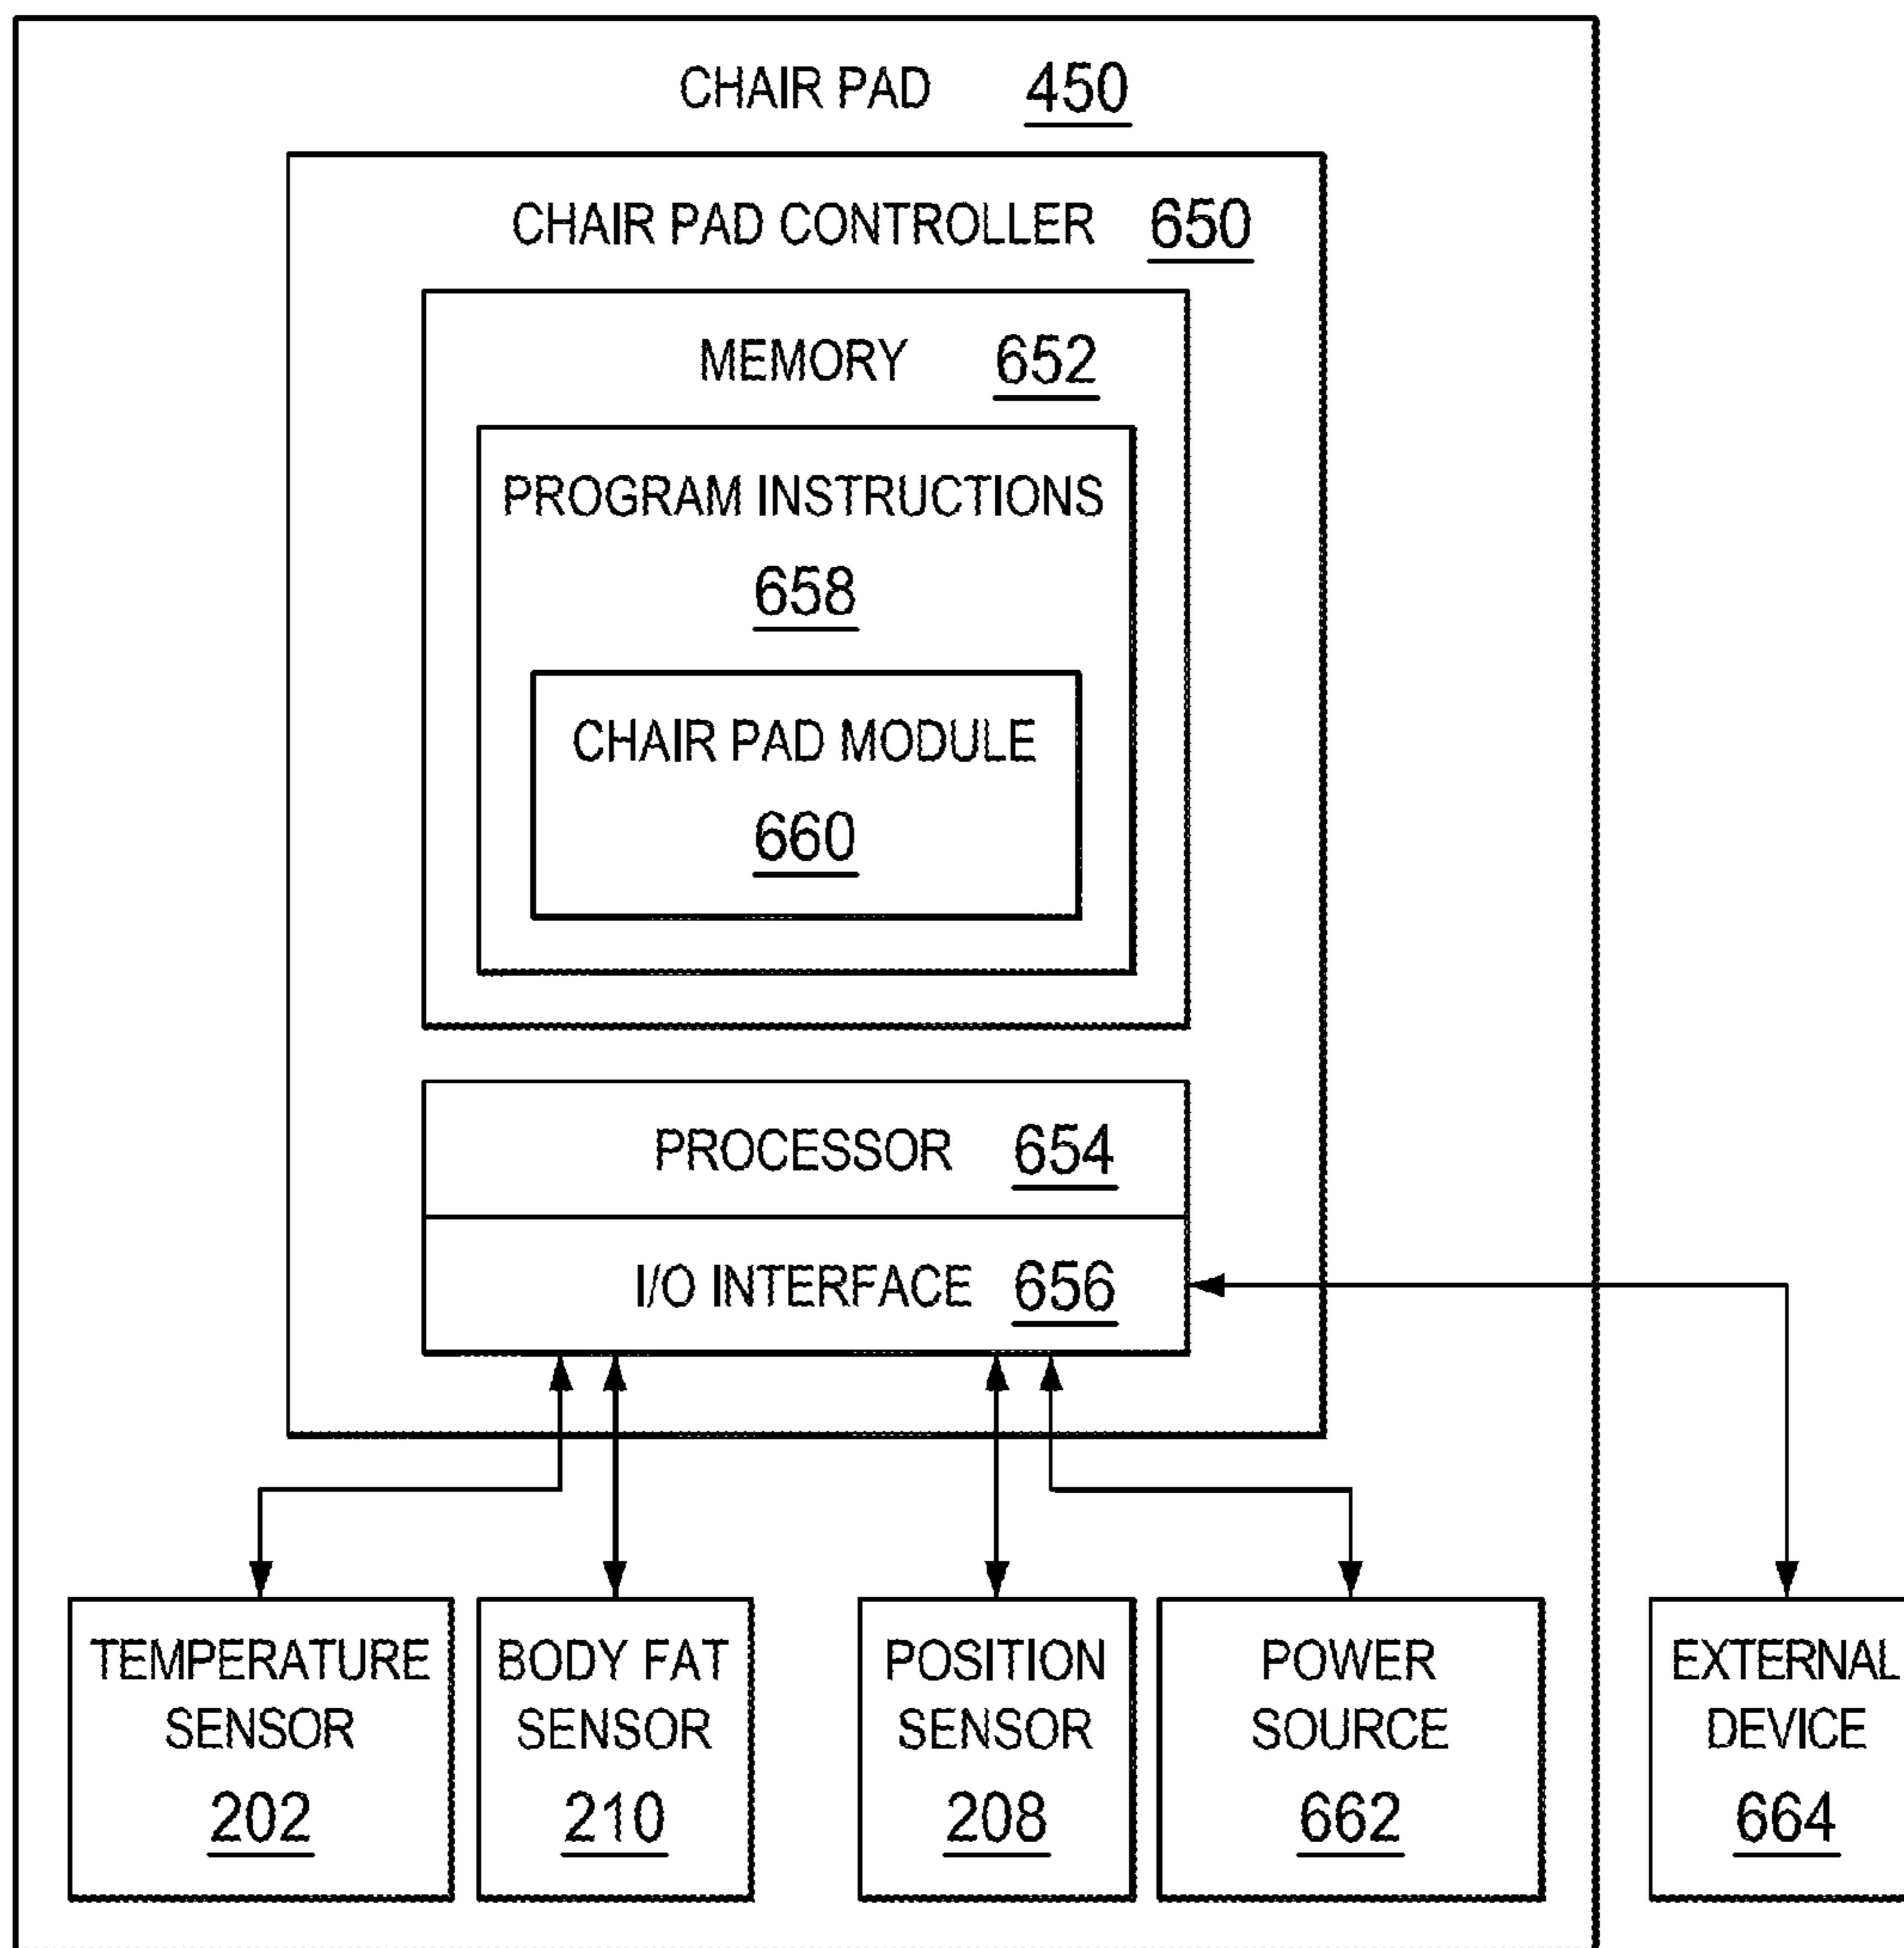 CHAIR PAD 450
CHAIR PAD CONTROLLER 650
MEMORY 652
PROGRAM INSTRUCTIONS
658
CHAIR PAD MODULE
660
PROCESSOR 654
I/O INTERFACE 656
TEMPERATURE
SENSOR
202
BODY FAT
SENSOR
210
POSITION
SENSOR
208
POWER
SOURCE
662
EXTERNAL
DEVICE
664